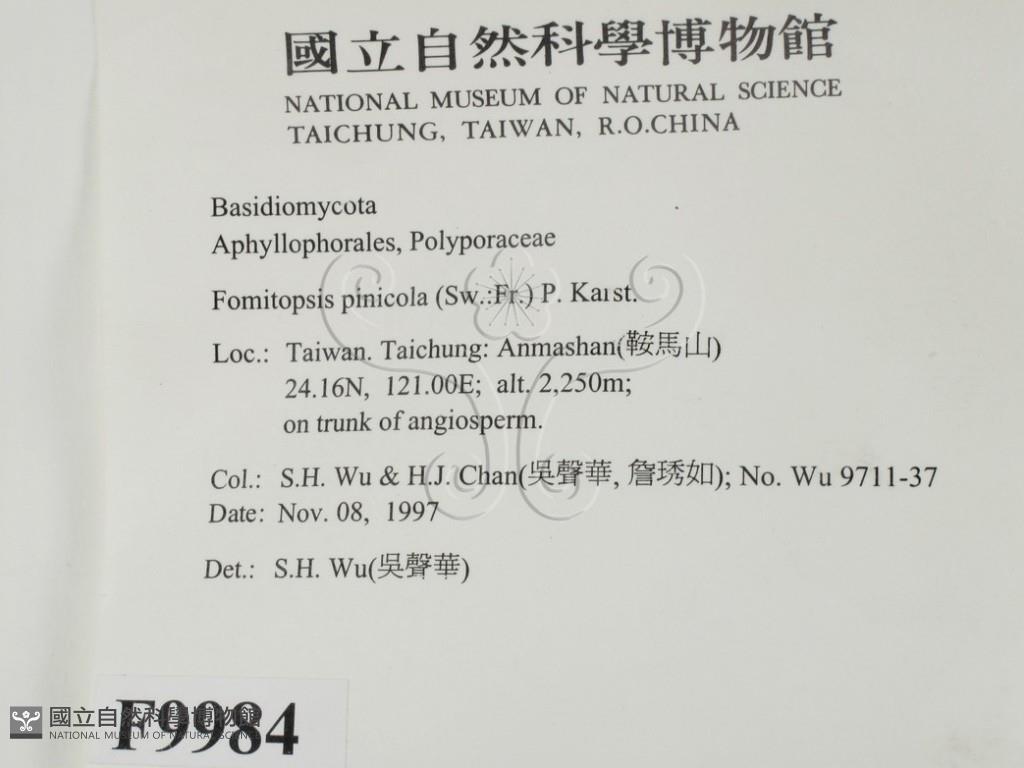 國立自然科學博物館
NATIONAL MUSEUM OF NATURAL SCIENCE
TAICHUNG, TAIWAN, R.O.CHINA
Basidiomycota
Aphyllophorales, Polyporaceae
Fomitopsis pinicola (Sw.:Fr.) P. Karst.
Loc.: Taiwan. Taichung: Anmashan(鞍馬山)
24.16N, 121.00E; alt. 2,250m;
on trunk of angiosperm.
Col.: S.H. Wu & H.J. Chan(吳聲華, 詹琇如); No. Wu 9711-37
Date: Nov. 08, 1997
Det.: S.H. Wu(吳聲華)
F9984
國立自然科學博物館
NATIONAL MUSEUM OF NATURAL SCIENCE